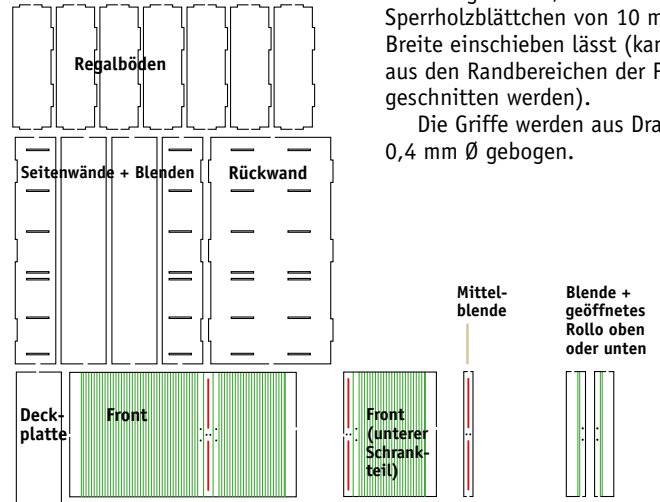 Sperrholzblättchen von 10 m
Breite einschieben lässt (kar
aus den Randbereichen der
geschnitten werden).
Die Griffe werden aus Dra
0,4 mm Ø gebogen.
Regalböden
Seitenwände + Blenden
Rückwand
Mittel-
blende
Blende +
geöffnetes
Rollo oben
oder unten
Deck-
platte
Front
Front
(unterer
Schrank-
teil)